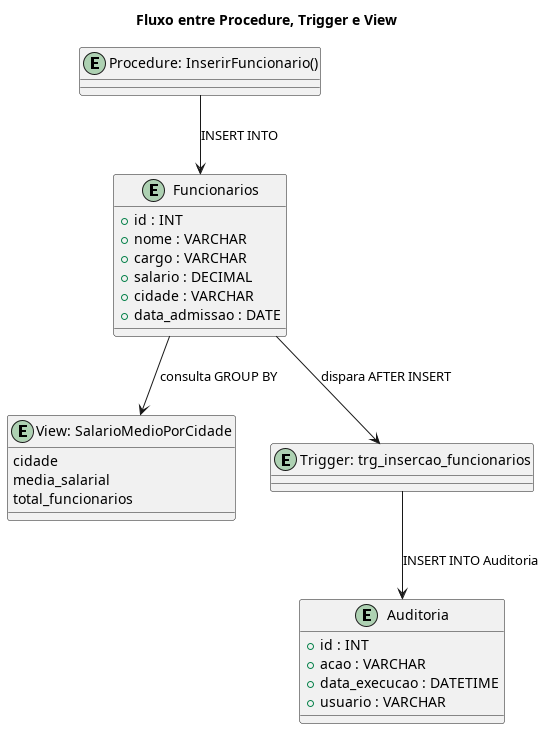 Fluxo entre Procedure, Trigger e View
E Procedure: InserirFuncionario()
INSERT INTO
E Funcionarios
id : INT
nome : VARCHAR
cargo : VARCHAR
salario : DECIMAL
cidade : VARCHAR
data_admissao : DATE
consulta GROUP BY
dispara AFTER INSERT
E View: SalarioMedioPorCidade
cidade
media_salarial
total_funcionarios
E Trigger: trg_insercao_funcionarios
INSERT INTO Auditoria
E Auditoria
id : INT
acao : VARCHAR
data_execucao : DATETIME
usuario : VARCHAR